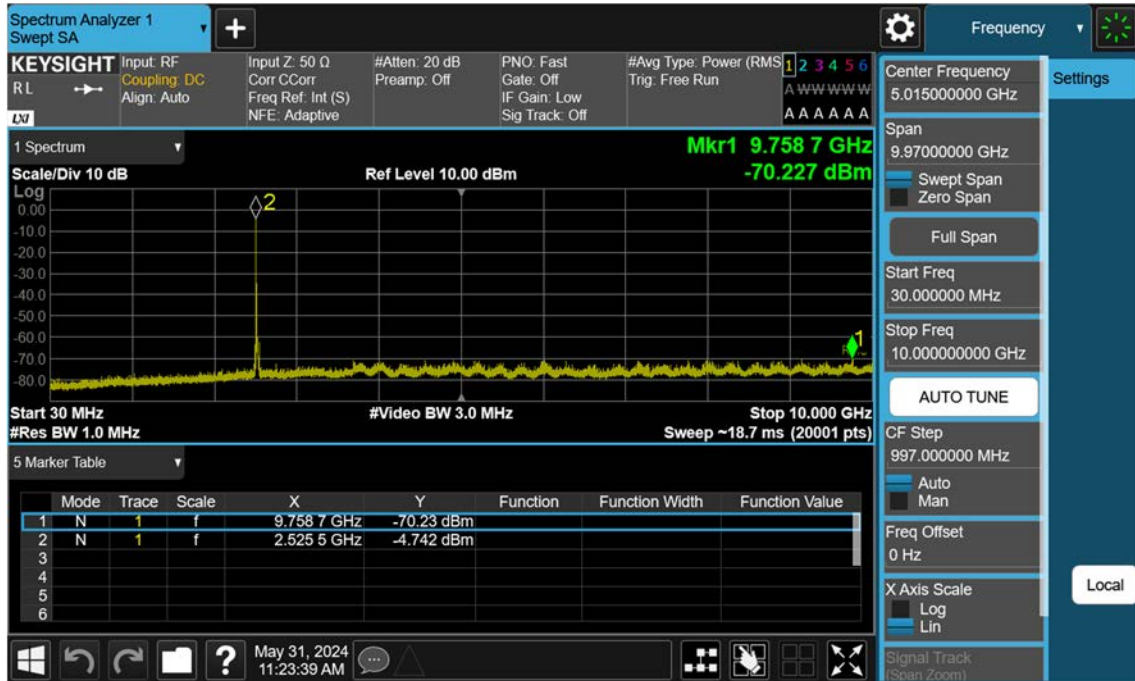 Spectrum Analyzer 1
Swept SA
+
Frequency
KEYSIGHT
R L
LXI
Input: RF
Coupling: DC
Align: Auto
Input Z: 50 Ω
Corr CCorr
Freq Ref: Int (S)
NFE: Adaptive
#Atten: 20 dB
Preamp: Off
PNO: Fast
Gate: Off
IF Gain: Low
Sig Track: Off
#Avg Type: Power (RMS
Trig: Free Run
1 2 3 4 5 6
A W W W W W
A A A A A A
1 Spectrum
Scale/Div 10 dB
Ref Level 10.00 dBm
Mkr1 9.758 7 GHz
-70.227 dBm
Log
0.00
-10.0
-20.0
-30.0
-40.0
-50.0
-60.0
-70.0
-80.0
2
1
Start 30 MHz
#Video BW 3.0 MHz
Stop 10.000 GHz
#Res BW 1.0 MHz
Sweep ~18.7 ms (20001 pts)
5 Marker Table
Mode Trace Scale X Y Function Function Width Function Value
1 N 1 f 9.758 7 GHz -70.23 dBm
2 N 1 f 2.525 5 GHz -4.742 dBm
3
4
5
6
?
May 31, 2024
11:23:39 AM
Center Frequency
5.015000000 GHz
Settings
Span
9.97000000 GHz
Swept Span
Zero Span
Full Span
Start Freq
30.000000 MHz
Stop Freq
10.000000000 GHz
AUTO TUNE
CF Step
997.000000 MHz
Auto
Man
Freq Offset
0 Hz
X Axis Scale
Log
Lin
Local
Signal Track
(Span Zoom)